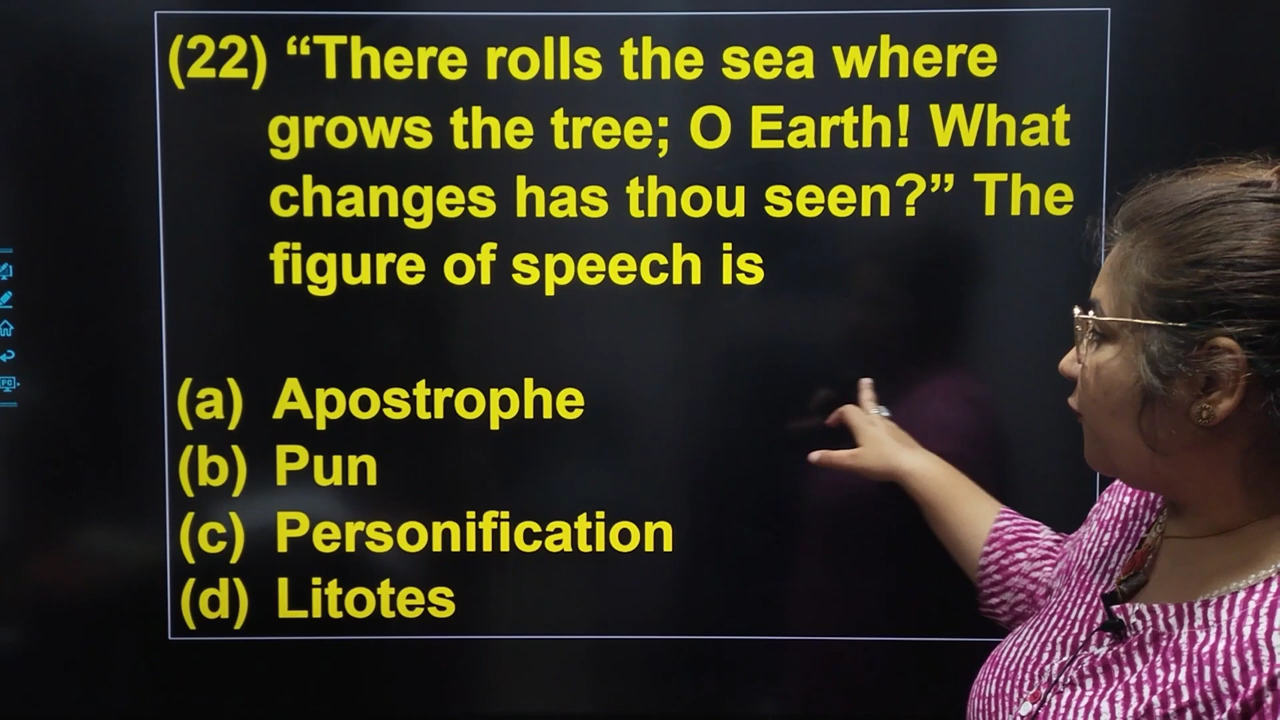 (22) “There rolls the sea where
grows the tree; O Earth! What
changes has thou seen?” The
figure of speech is
(a) Apostrophe
(b) Pun
(c) Personification
(d) Litotes